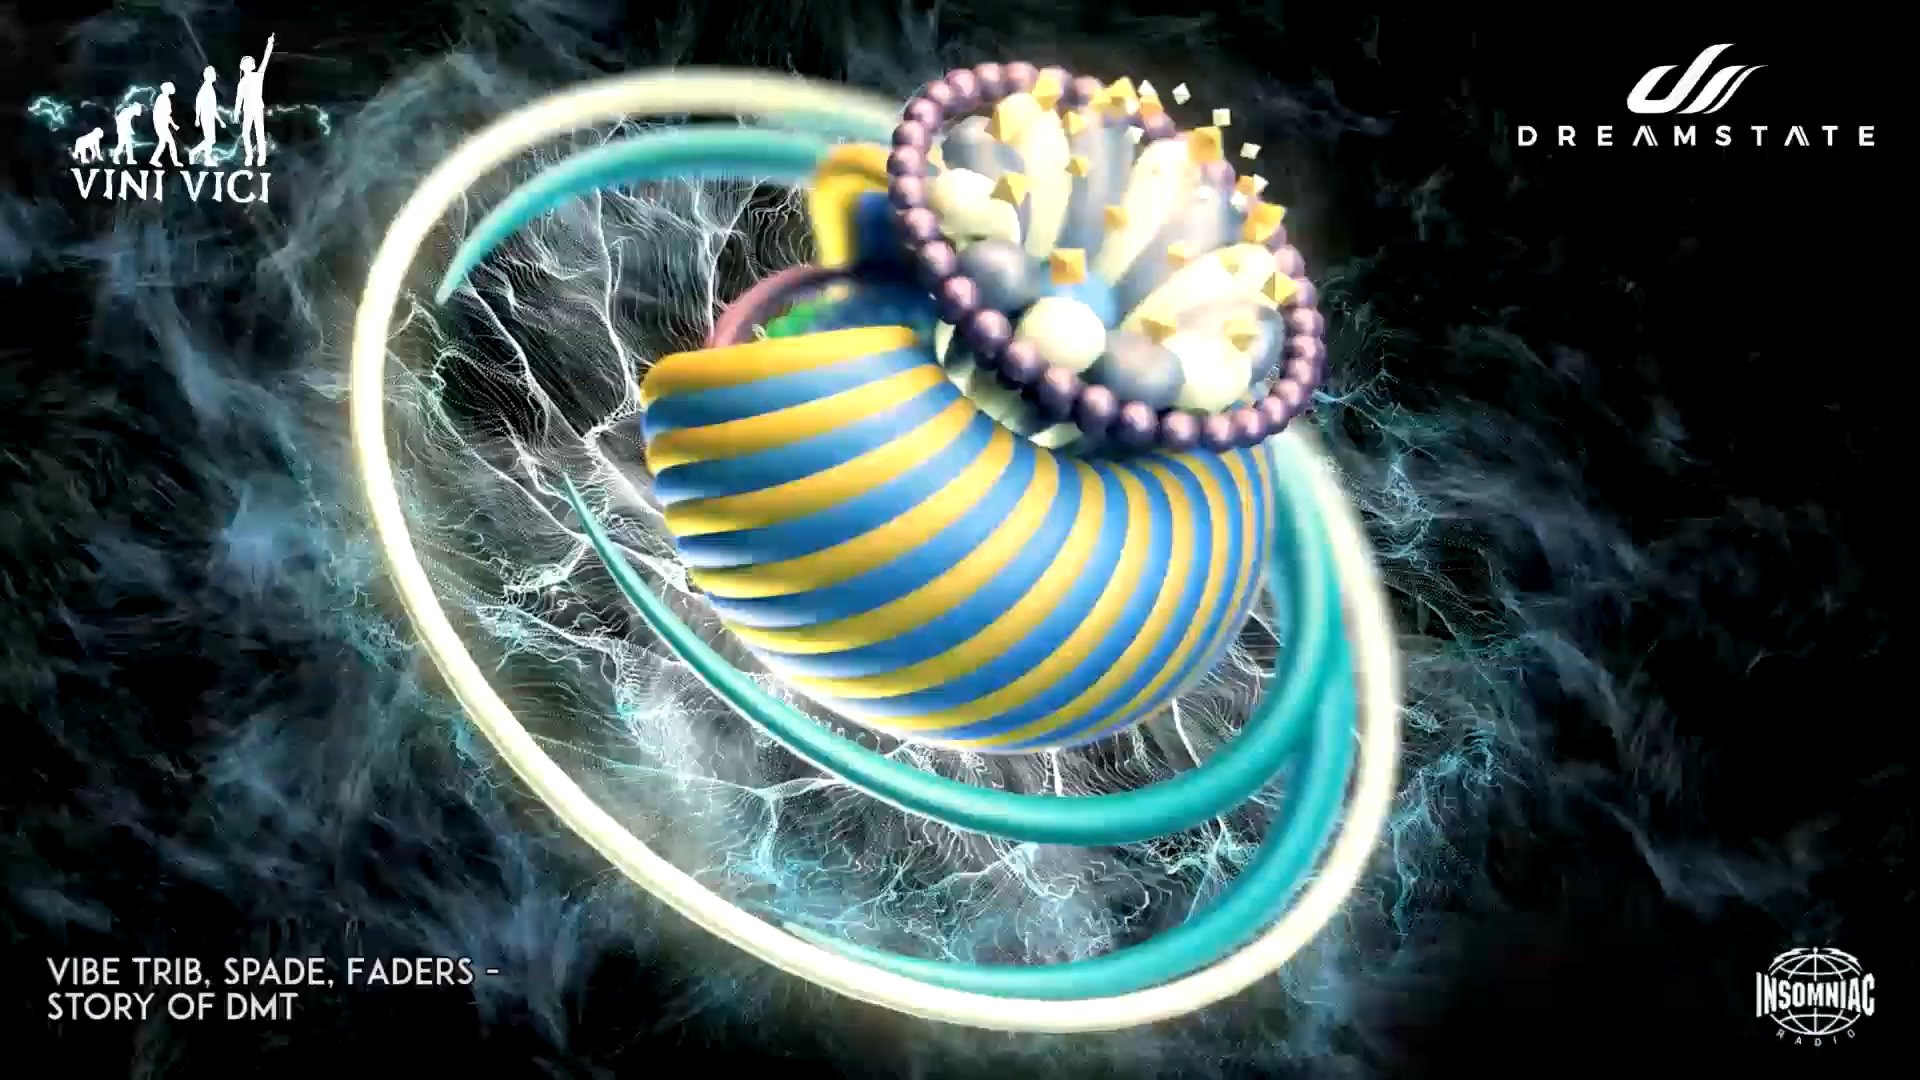 VINI VICI
DREAMSTATE
VIBE TRIB, SPADE, FADERS -
STORY OF DMT
INSOMNIAC
RADIO